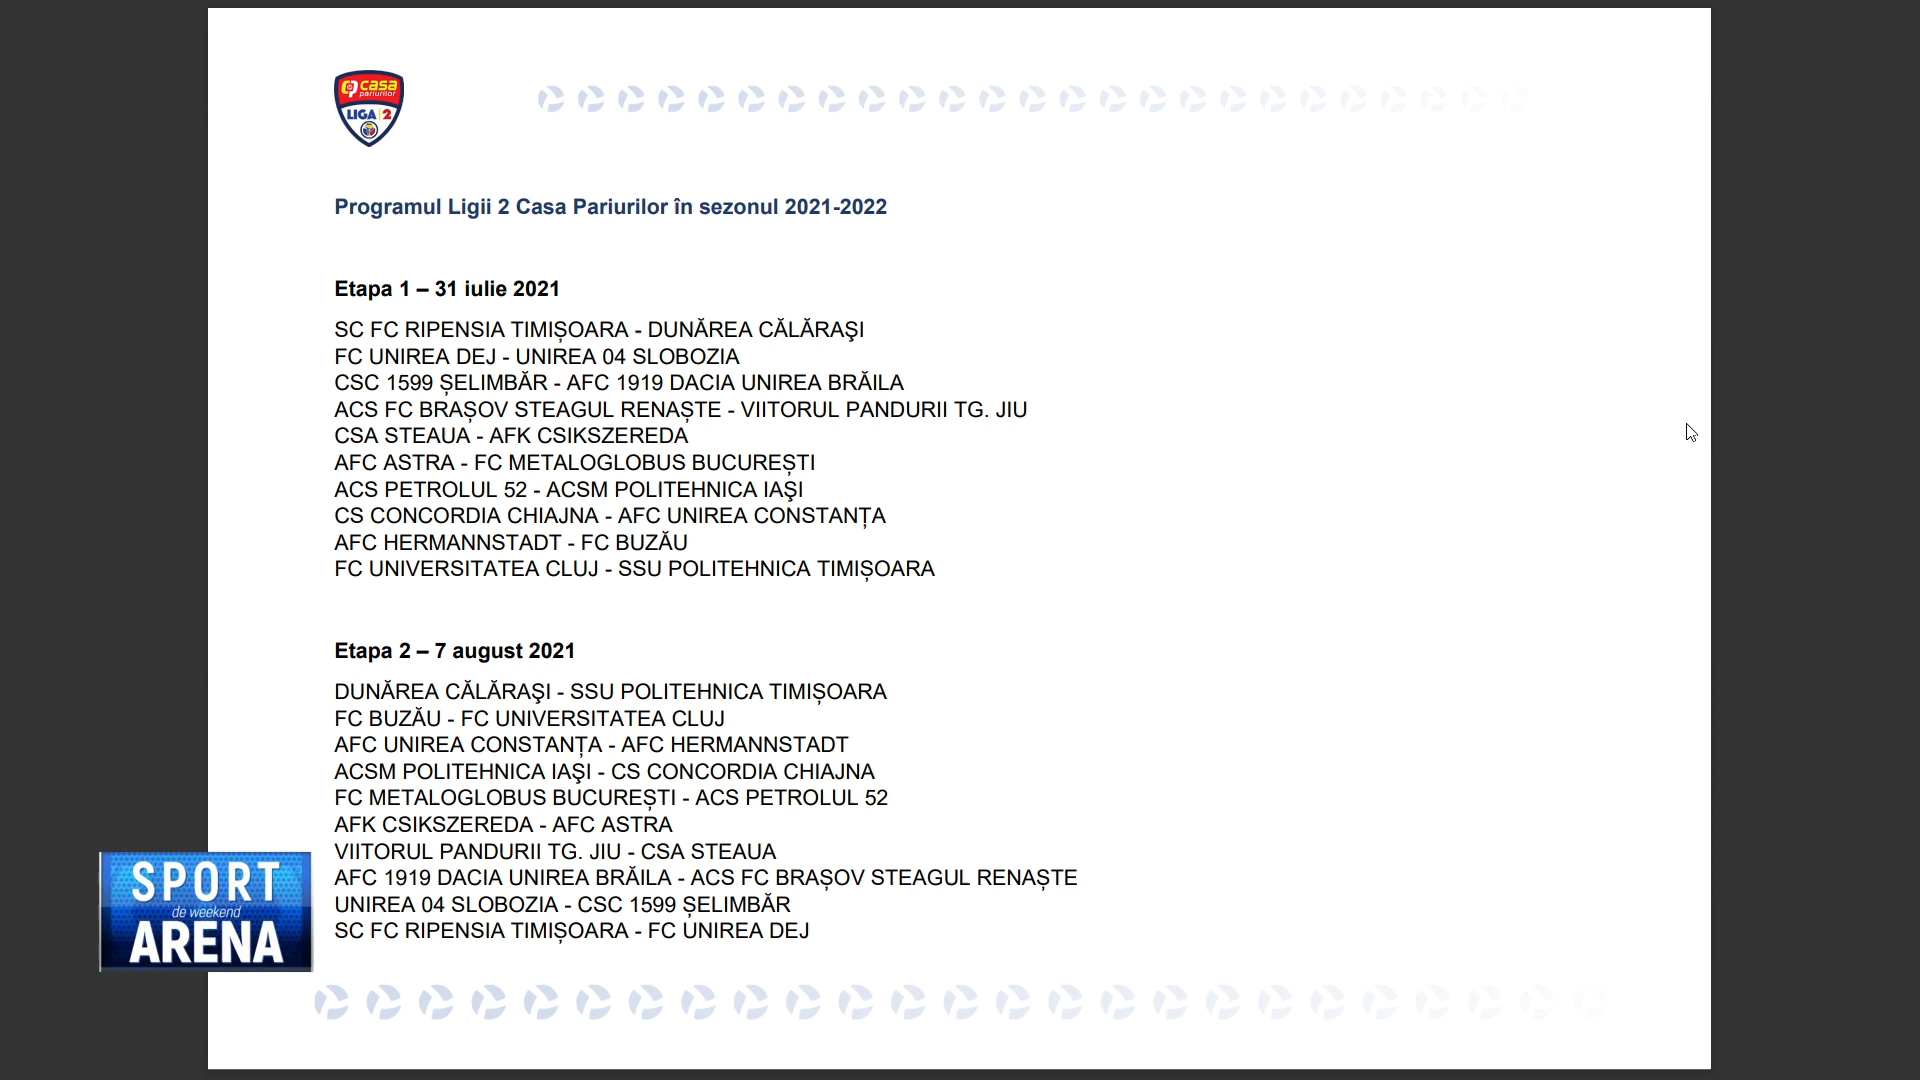 casa
pariurilor
LIGA 2
Programul Ligii 2 Casa Pariurilor în sezonul 2021-2022
Etapa 1 – 31 iulie 2021
SC FC RIPENSIA TIMIȘOARA - DUNĂREA CĂLĂRAŞI
FC UNIREA DEJ - UNIREA 04 SLOBOZIA
CSC 1599 ȘELIMBĂR - AFC 1919 DACIA UNIREA BRĂILA
ACS FC BRAȘOV STEAGUL RENAȘTE - VIITORUL PANDURII TG. JIU
CSA STEAUA - AFK CSIKSZEREDA
AFC ASTRA - FC METALOGLOBUS BUCUREȘTI
ACS PETROLUL 52 - ACSM POLITEHNICA IAŞI
CS CONCORDIA CHIAJNA - AFC UNIREA CONSTANȚA
AFC HERMANNSTADT - FC BUZĂU
FC UNIVERSITATEA CLUJ - SSU POLITEHNICA TIMIȘOARA
Etapa 2 – 7 august 2021
DUNĂREA CĂLĂRAŞI - SSU POLITEHNICA TIMIȘOARA
FC BUZĂU - FC UNIVERSITATEA CLUJ
AFC UNIREA CONSTANȚA - AFC HERMANNSTADT
ACSM POLITEHNICA IAŞI - CS CONCORDIA CHIAJNA
FC METALOGLOBUS BUCUREȘTI - ACS PETROLUL 52
AFK CSIKSZEREDA - AFC ASTRA
VIITORUL PANDURII TG. JIU - CSA STEAUA
AFC 1919 DACIA UNIREA BRĂILA - ACS FC BRAȘOV STEAGUL RENAȘTE
UNIREA 04 SLOBOZIA - CSC 1599 ȘELIMBĂR
SC FC RIPENSIA TIMIȘOARA - FC UNIREA DEJ
SPORT
de weekend
ARENA